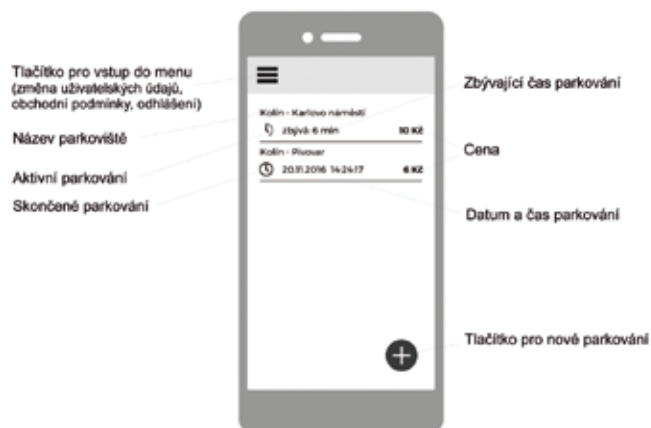 Tlačítko pro vstup do menu
(změna uživatelských údajů,
obchodní podmínky, odhlášení)
Název parkoviště
Aktivní parkování
Skončené parkování
Kolín - Karlovo náměstí
zbývá 6 min 10 Kč
Kolín - Pivovar
20.11.2016 14:24:17 6 Kč
Zbývající čas parkování
Cena
Datum a čas parkování
Tlačítko pro nové parkování